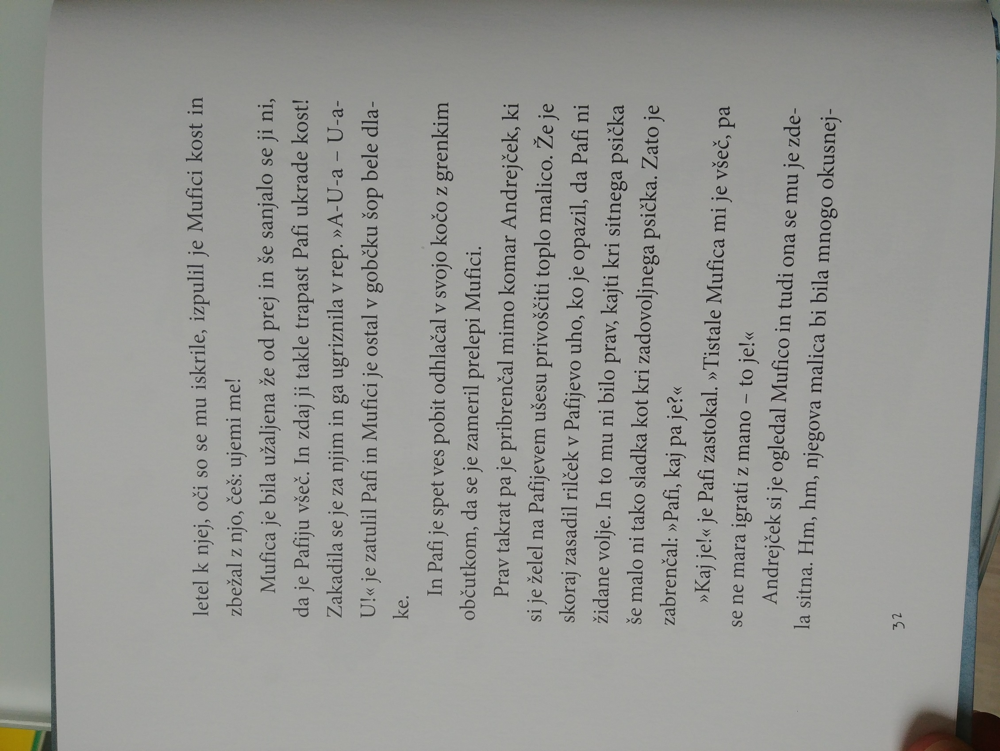 letel k njej, oči so se mu iskrile, izpulil je Mufici kost in
zbežal z njo, češ: ujemi me!
Mufica je bila užaljena že od prej in še sanjalo se ji ni,
da je Pafiju všeč. In zdaj ji takle trapast Pafi ukrade kost!
Zakadila se je za njim in ga ugriznila v rep. »A-U-a – U-a-
U!« je zatulil Pafi in Mufici je ostal v gobčku šop bele dla-
ke.
In Pafi je spet ves pobit odhlačal v svojo kočo z grenkim
občutkom, da se je zameril prelepi Mufici.
Prav takrat pa je pribrenčal mimo komar Andrejček, ki
si je želel na Pafijevem ušesu privoščiti toplo malico. Že je
skoraj zasadil rilček v Pafijevo uho, ko je opazil, da Pafi ni
židane volje. In to mu ni bilo prav, kajti kri sitnega psička
še malo ni tako sladka kot kri zadovoljnega psička. Zato je
zabrenčal: »Pafi, kaj pa je?«
»Kaj je!« je Pafi zastokal. »Tistale Mufica mi je všeč, pa
se ne mara igrati z mano – to je!«
Andrejček si je ogledal Mufico in tudi ona se mu je zde-
la sitna. Hm, hm, njegova malica bi bila mnogo okusnej-
32